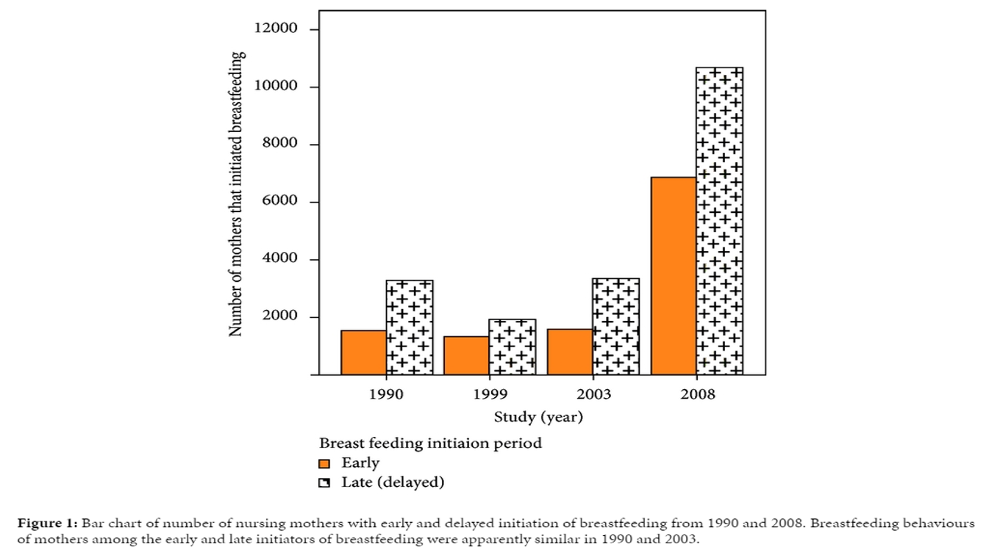 12000
10000
8000
6000
4000
2000
Number of mothers that initiated breastfeeding
1990
1999
2003
2008
Study (year)
Breast feeding initiaion period
Early
Late (delayed)
Figure 1: Bar chart of number of nursing mothers with early and delayed initiation of breastfeeding from 1990 and 2008. Breastfeeding behaviours
of mothers among the early and late initiators of breastfeeding were apparently similar in 1990 and 2003.